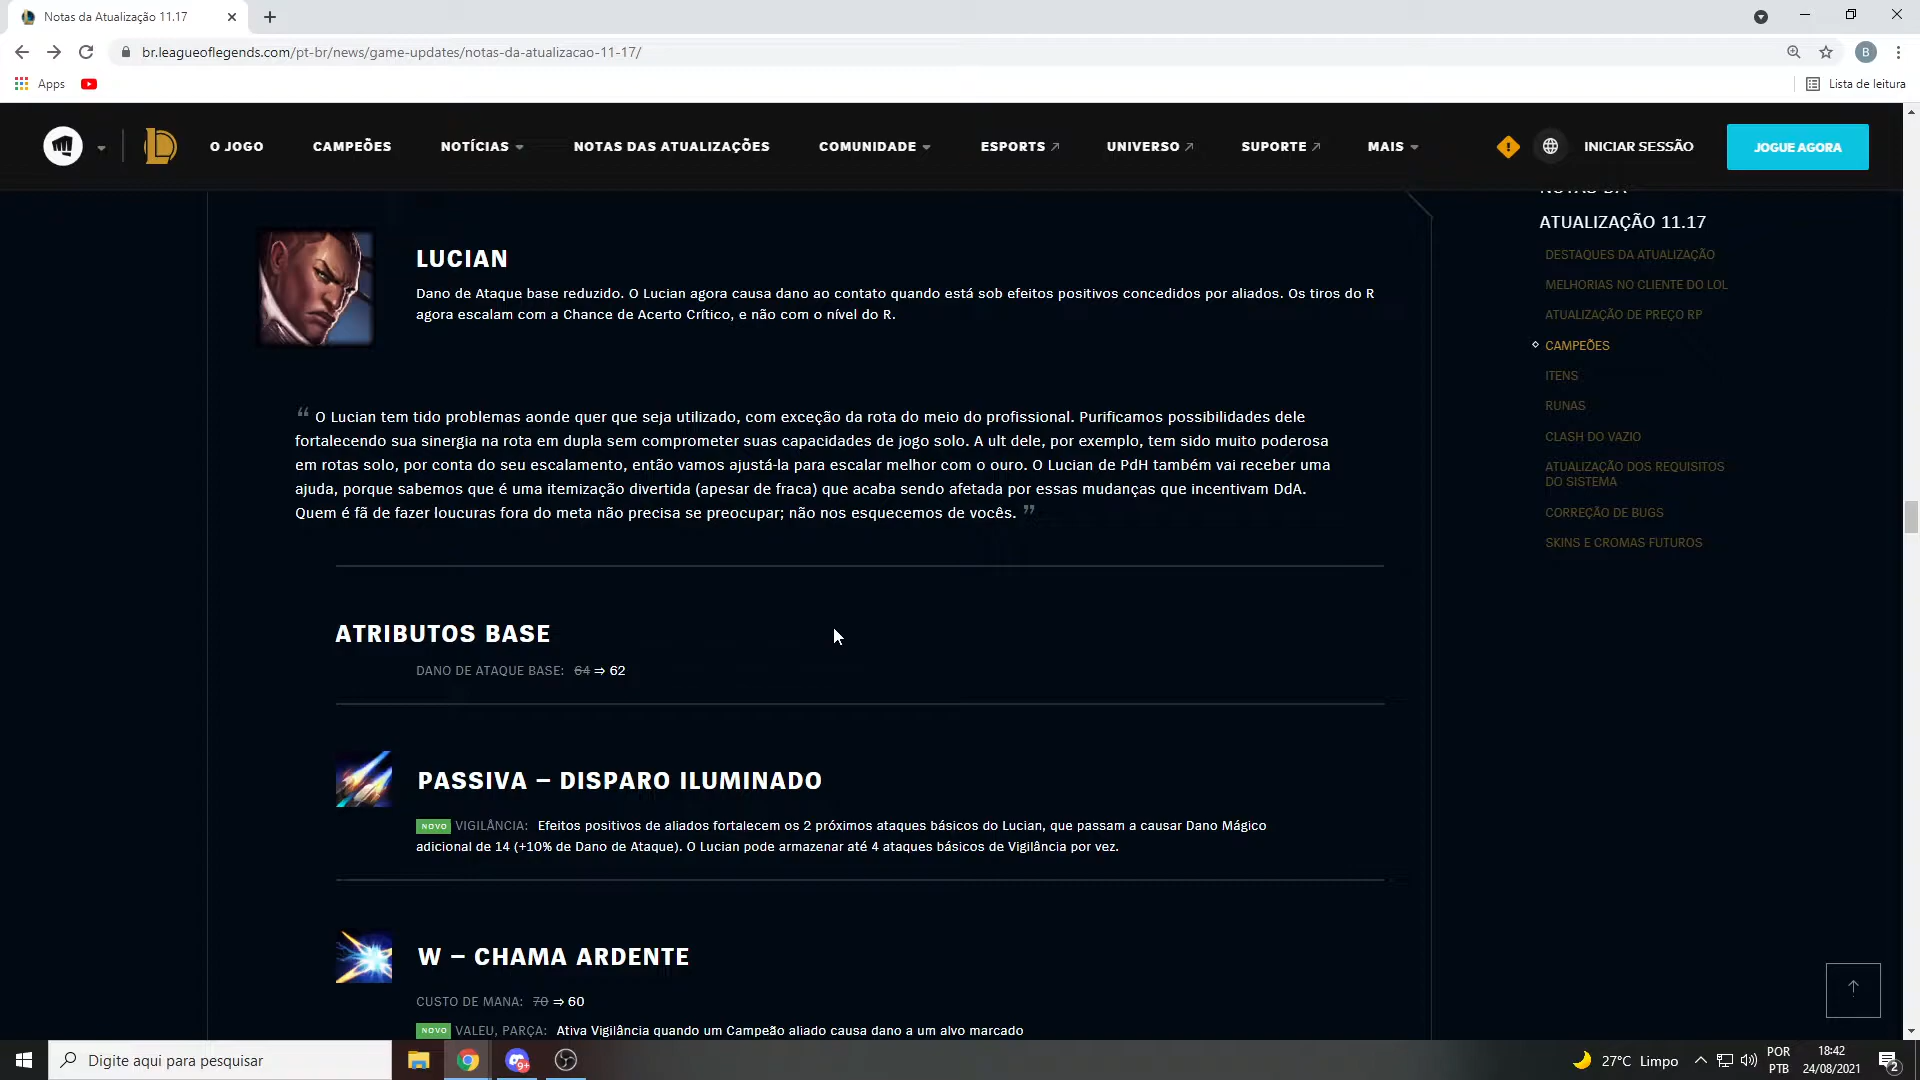 Notas da Atualização 11.17
br.leagueoflegends.com/pt-br/news/game-updates/notas-da-atualizacao-11-17/
B
Apps
Lista de leitura
O JOGO
CAMPEÕES
NOTÍCIAS
NOTAS DAS ATUALIZAÇÕES
COMUNIDADE
ESPORTS
UNIVERSO
SUPORTE
MAIS
INICIAR SESSÃO
JOGUE AGORA
LUCIAN
Dano de Ataque base reduzido. O Lucian agora causa dano ao contato quando está sob efeitos positivos concedidos por aliados. Os tiros do R
agora escalam com a Chance de Acerto Crítico, e não com o nível do R.
“ O Lucian tem tido problemas aonde quer que seja utilizado, com exceção da rota do meio do profissional. Purificamos possibilidades dele
fortalecendo sua sinergia na rota em dupla sem comprometer suas capacidades de jogo solo. A ult dele, por exemplo, tem sido muito poderosa
em rotas solo, por conta do seu escalamento, então vamos ajustá-la para escalar melhor com o ouro. O Lucian de PdH também vai receber uma
ajuda, porque sabemos que é uma itemização divertida (apesar de fraca) que acaba sendo afetada por essas mudanças que incentivam DdA.
Quem é fã de fazer loucuras fora do meta não precisa se preocupar; não nos esquecemos de vocês. ”
ATRIBUTOS BASE
DANO DE ATAQUE BASE: 64 ⇒ 62
PASSIVA – DISPARO ILUMINADO
NOVO VIGILÂNCIA: Efeitos positivos de aliados fortalecem os 2 próximos ataques básicos do Lucian, que passam a causar Dano Mágico
adicional de 14 (+10% de Dano de Ataque). O Lucian pode armazenar até 4 ataques básicos de Vigilância por vez.
W – CHAMA ARDENTE
CUSTO DE MANA: 70 ⇒ 60
NOVO VALEU, PARÇA: Ativa Vigilância quando um Campeão aliado causa dano a um alvo marcado
NOTAS DA
ATUALIZAÇÃO 11.17
DESTAQUES DA ATUALIZAÇÃO
MELHORIAS NO CLIENTE DO LOL
ATUALIZAÇÃO DE PREÇO RP
CAMPEÕES
ITENS
RUNAS
CLASH DO VAZIO
ATUALIZAÇÃO DOS REQUISITOS
DO SISTEMA
CORREÇÃO DE BUGS
SKINS E CROMAS FUTUROS
Digite aqui para pesquisar
9+
27°C Limpo
POR
PTB
18:42
24/08/2021
2